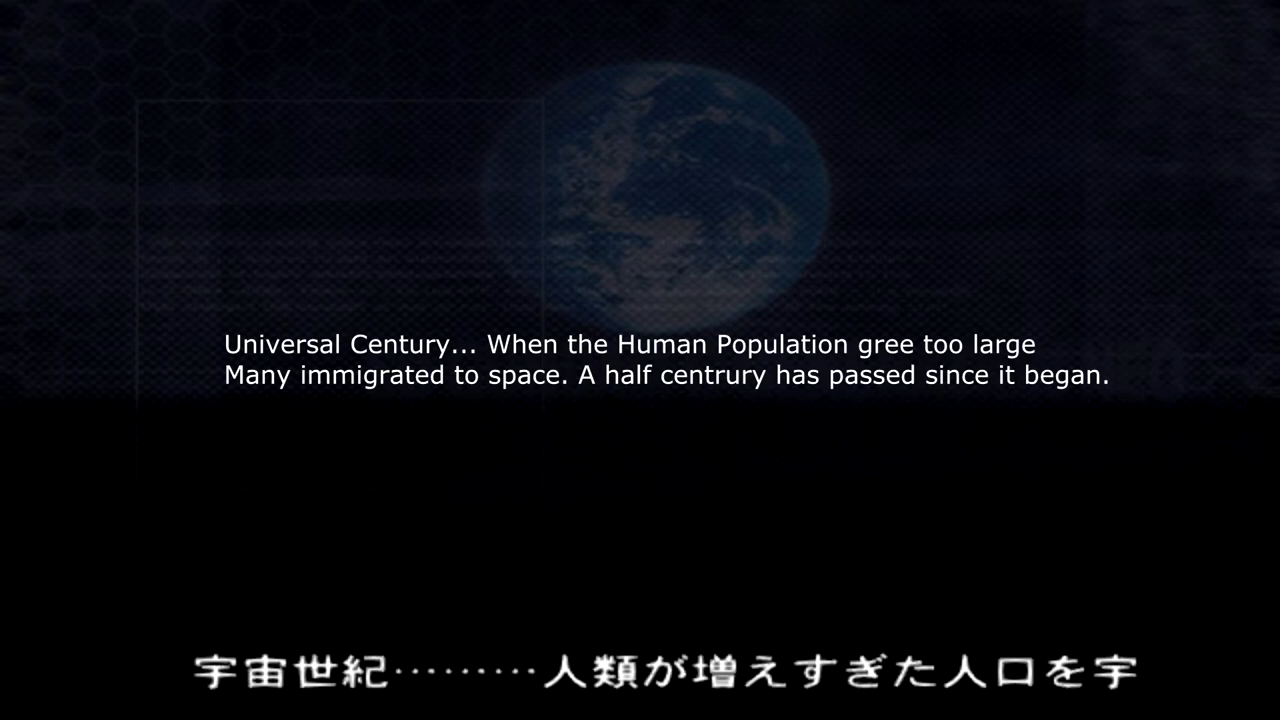 Universal Century... When the Human Population gree too large
Many immigrated to space. A half centrury has passed since it began.
宇宙世紀………人類が増えすぎた人口を宇